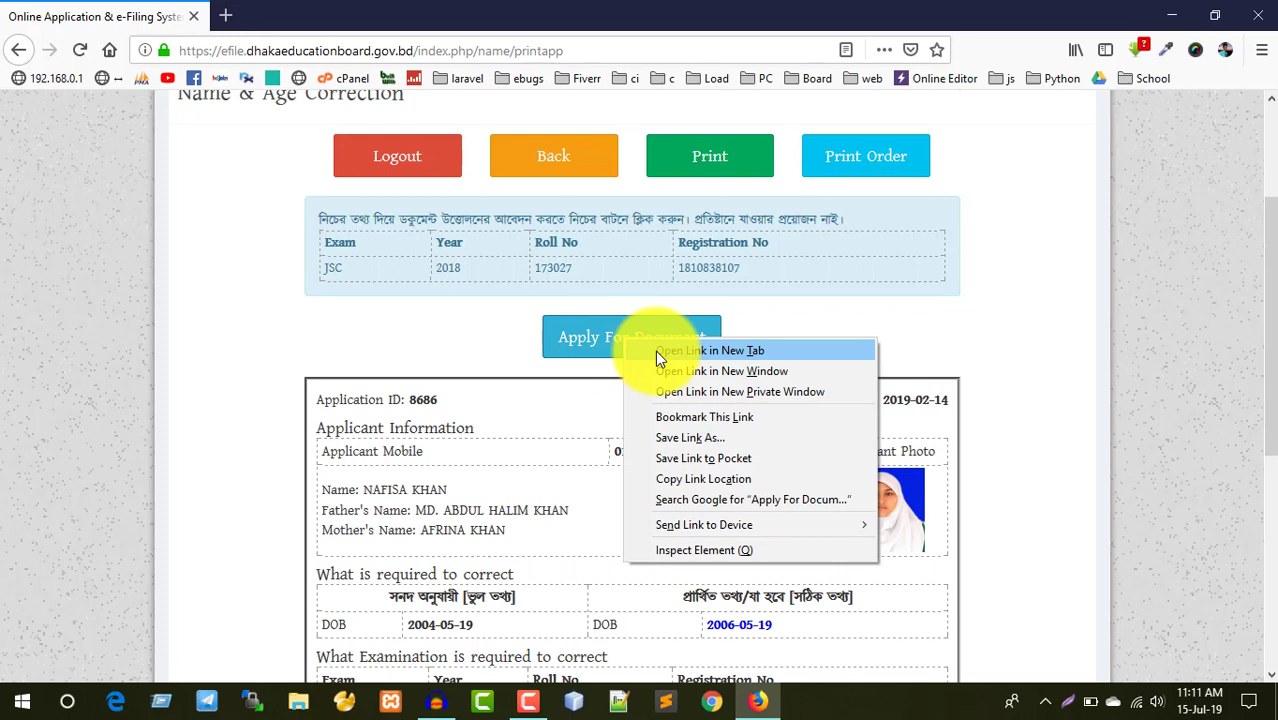 Online Application & e-Filing Syste
https://efile.dhakaeducationboard.gov.bd/index.php/name/printapp
192.168.0.1
cPanel
laravel
ebugs
Fiverr
ci
c
Load
PC
Board
web
Online Editor
js
Python
School
Name & Age Correction
Logout
Back
Print
Print Order
নিচের তথ্য দিয়ে ডকুমেন্ট উত্তোলনের আবেদন করতে নিচের বাটনে ক্লিক করুন। প্রতিষ্টানে যাওয়ার প্রয়োজন নাই।
Exam Year Roll No Registration No
JSC 2018 173027 1810838107
Apply For Document
Open Link in New Tab
Open Link in New Window
Open Link in New Private Window
Bookmark This Link
Save Link As...
Save Link to Pocket
Copy Link Location
Search Google for “Apply For Docum...”
Send Link to Device
Inspect Element (Q)
Application ID: 8686
2019-02-14
Applicant Information
Applicant Mobile
ant Photo
Name: NAFISA KHAN
Father's Name: MD. ABDUL HALIM KHAN
Mother's Name: AFRINA KHAN
What is required to correct
সনদ অনুযায়ী [ভুল তথ্য] প্রার্থিত তথ্য/যা হবে [সঠিক তথ্য]
DOB 2004-05-19 DOB 2006-05-19
What Examination is required to correct
Exam Year Roll No Registration No
11:11 AM
15-Jul-19